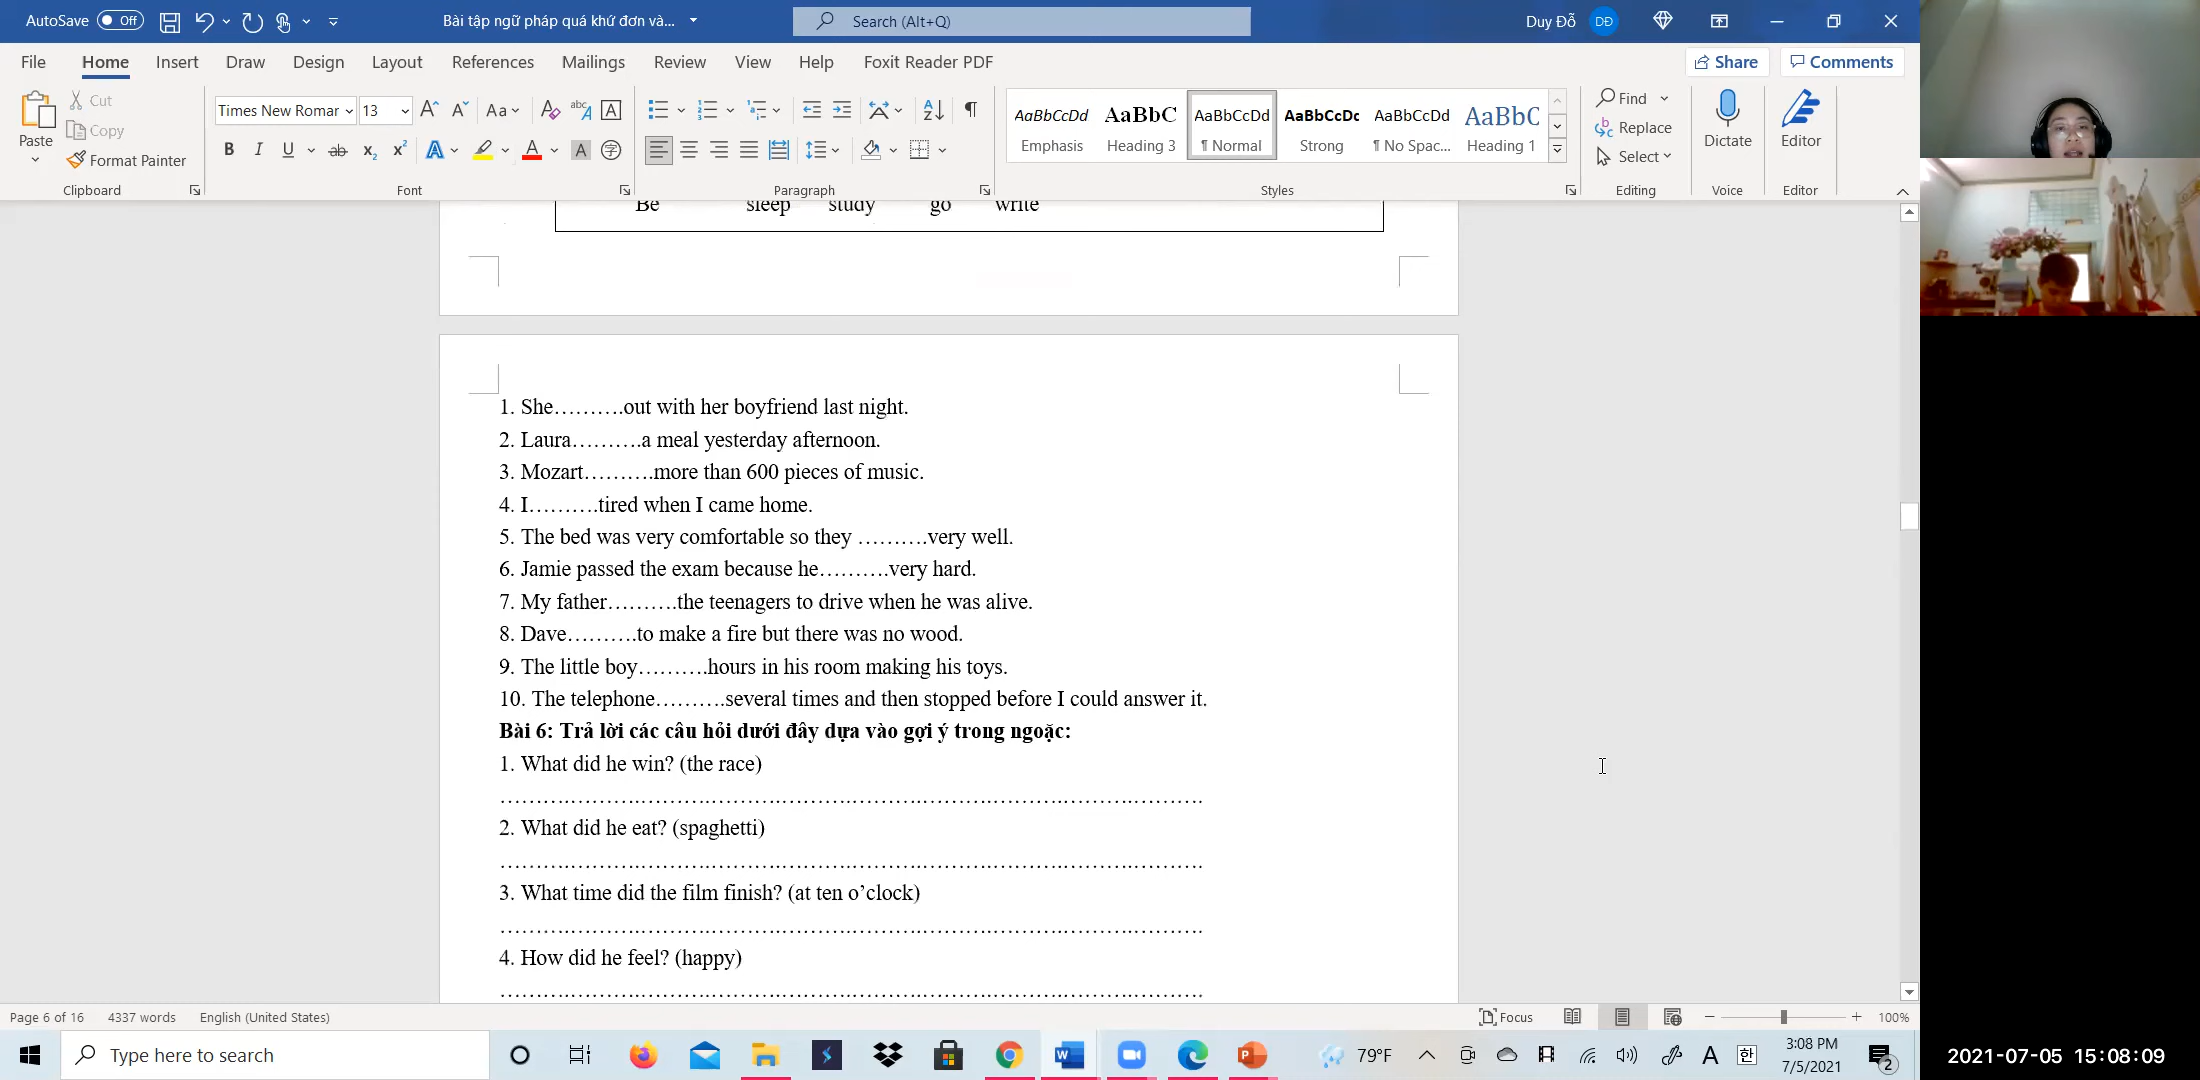 AutoSave Off Bài tập ngữ pháp quá khứ đơn và... Search (Alt+Q) Duy Đỗ DĐ
File Home Insert Draw Design Layout References Mailings Review View Help Foxit Reader PDF Share Comments
Paste Cut Copy Format Painter
Times New Romar 13
AaBbCcDd AaBbC AaBbCcDd AaBbCcDc AaBbCcDd AaBbC
Emphasis Heading 3 ¶ Normal Strong ¶ No Spac... Heading 1
Find Replace Select
Dictate Editor
Clipboard Font Paragraph Styles Editing Voice Editor
Be sleep study go write
1. She……….out with her boyfriend last night.
2. Laura……….a meal yesterday afternoon.
3. Mozart……….more than 600 pieces of music.
4. I……….tired when I came home.
5. The bed was very comfortable so they ……….very well.
6. Jamie passed the exam because he……….very hard.
7. My father……….the teenagers to drive when he was alive.
8. Dave……….to make a fire but there was no wood.
9. The little boy……….hours in his room making his toys.
10. The telephone……….several times and then stopped before I could answer it.
Bài 6: Trả lời các câu hỏi dưới đây dựa vào gợi ý trong ngoặc:
1. What did he win? (the race)
……….……….……….……….……….……….……….……….……….……….
2. What did he eat? (spaghetti)
……….……….……….……….……….……….……….……….……….……….
3. What time did the film finish? (at ten o’clock)
……….……….……….……….……….……….……….……….……….……….
4. How did he feel? (happy)
……….……….……….……….……….……….……….……….……….……….
Page 6 of 16 4337 words English (United States) Focus 100%
Type here to search 79°F 3:08 PM
7/5/2021 2
2021-07-05 15:08:09